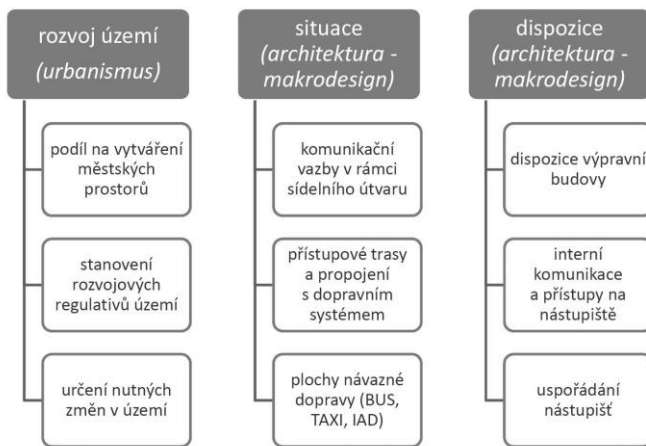 rozvoj území
(urbanismus)
podíl na vytváření
městských
prostorů
stanovení
rozvojových
regulativů území
určení nutných
změn v území
situace
(architektura -
makrodesign)
komunikační
vazby v rámci
sídelního útvaru
přístupové trasy
a propojení
s dopravním
systémem
plochy návazné
dopravy (BUS,
TAXI, IAD)
dispozice
(architektura -
makrodesign)
dispozice výpravní
budovy
interní
komunikace
a přístupy na
nástupiště
uspořádání
nástupišť